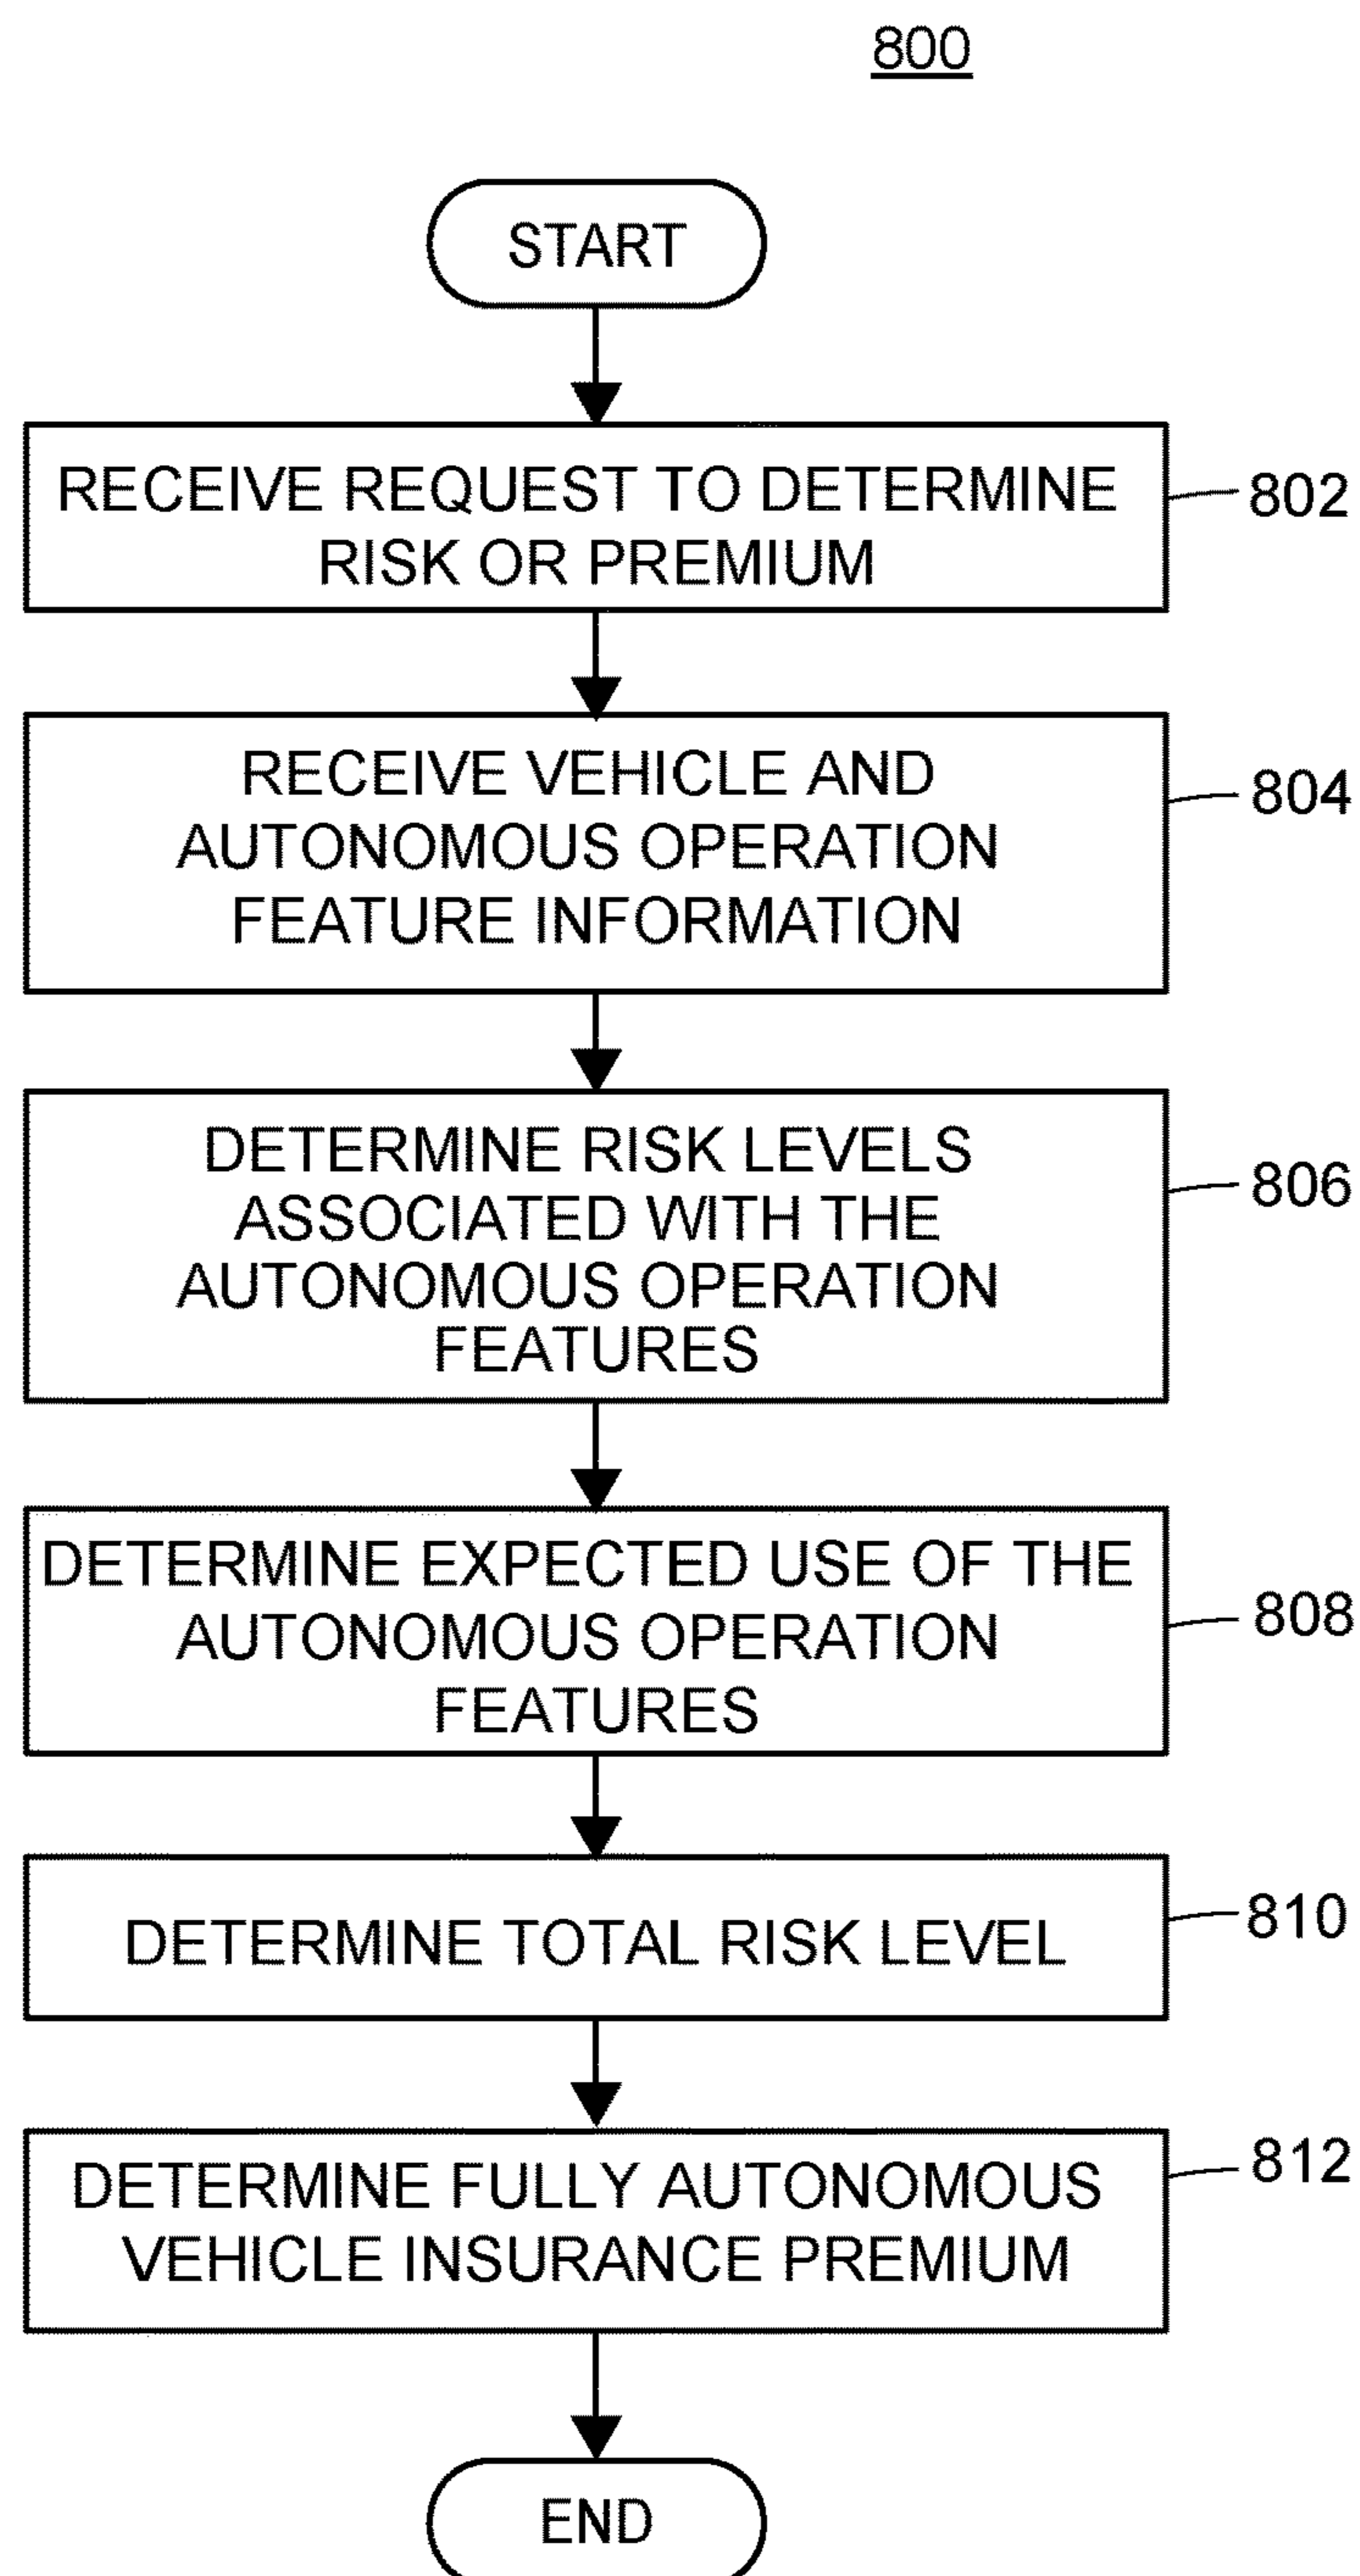 800
START
RECEIVE REQUEST TO DETERMINE
RISK OR PREMIUM
802
RECEIVE VEHICLE AND
AUTONOMOUS OPERATION
FEATURE INFORMATION
804
DETERMINE RISK LEVELS
ASSOCIATED WITH THE
AUTONOMOUS OPERATION
FEATURES
806
DETERMINE EXPECTED USE OF THE
AUTONOMOUS OPERATION
FEATURES
808
DETERMINE TOTAL RISK LEVEL
810
DETERMINE FULLY AUTONOMOUS
VEHICLE INSURANCE PREMIUM
812
END